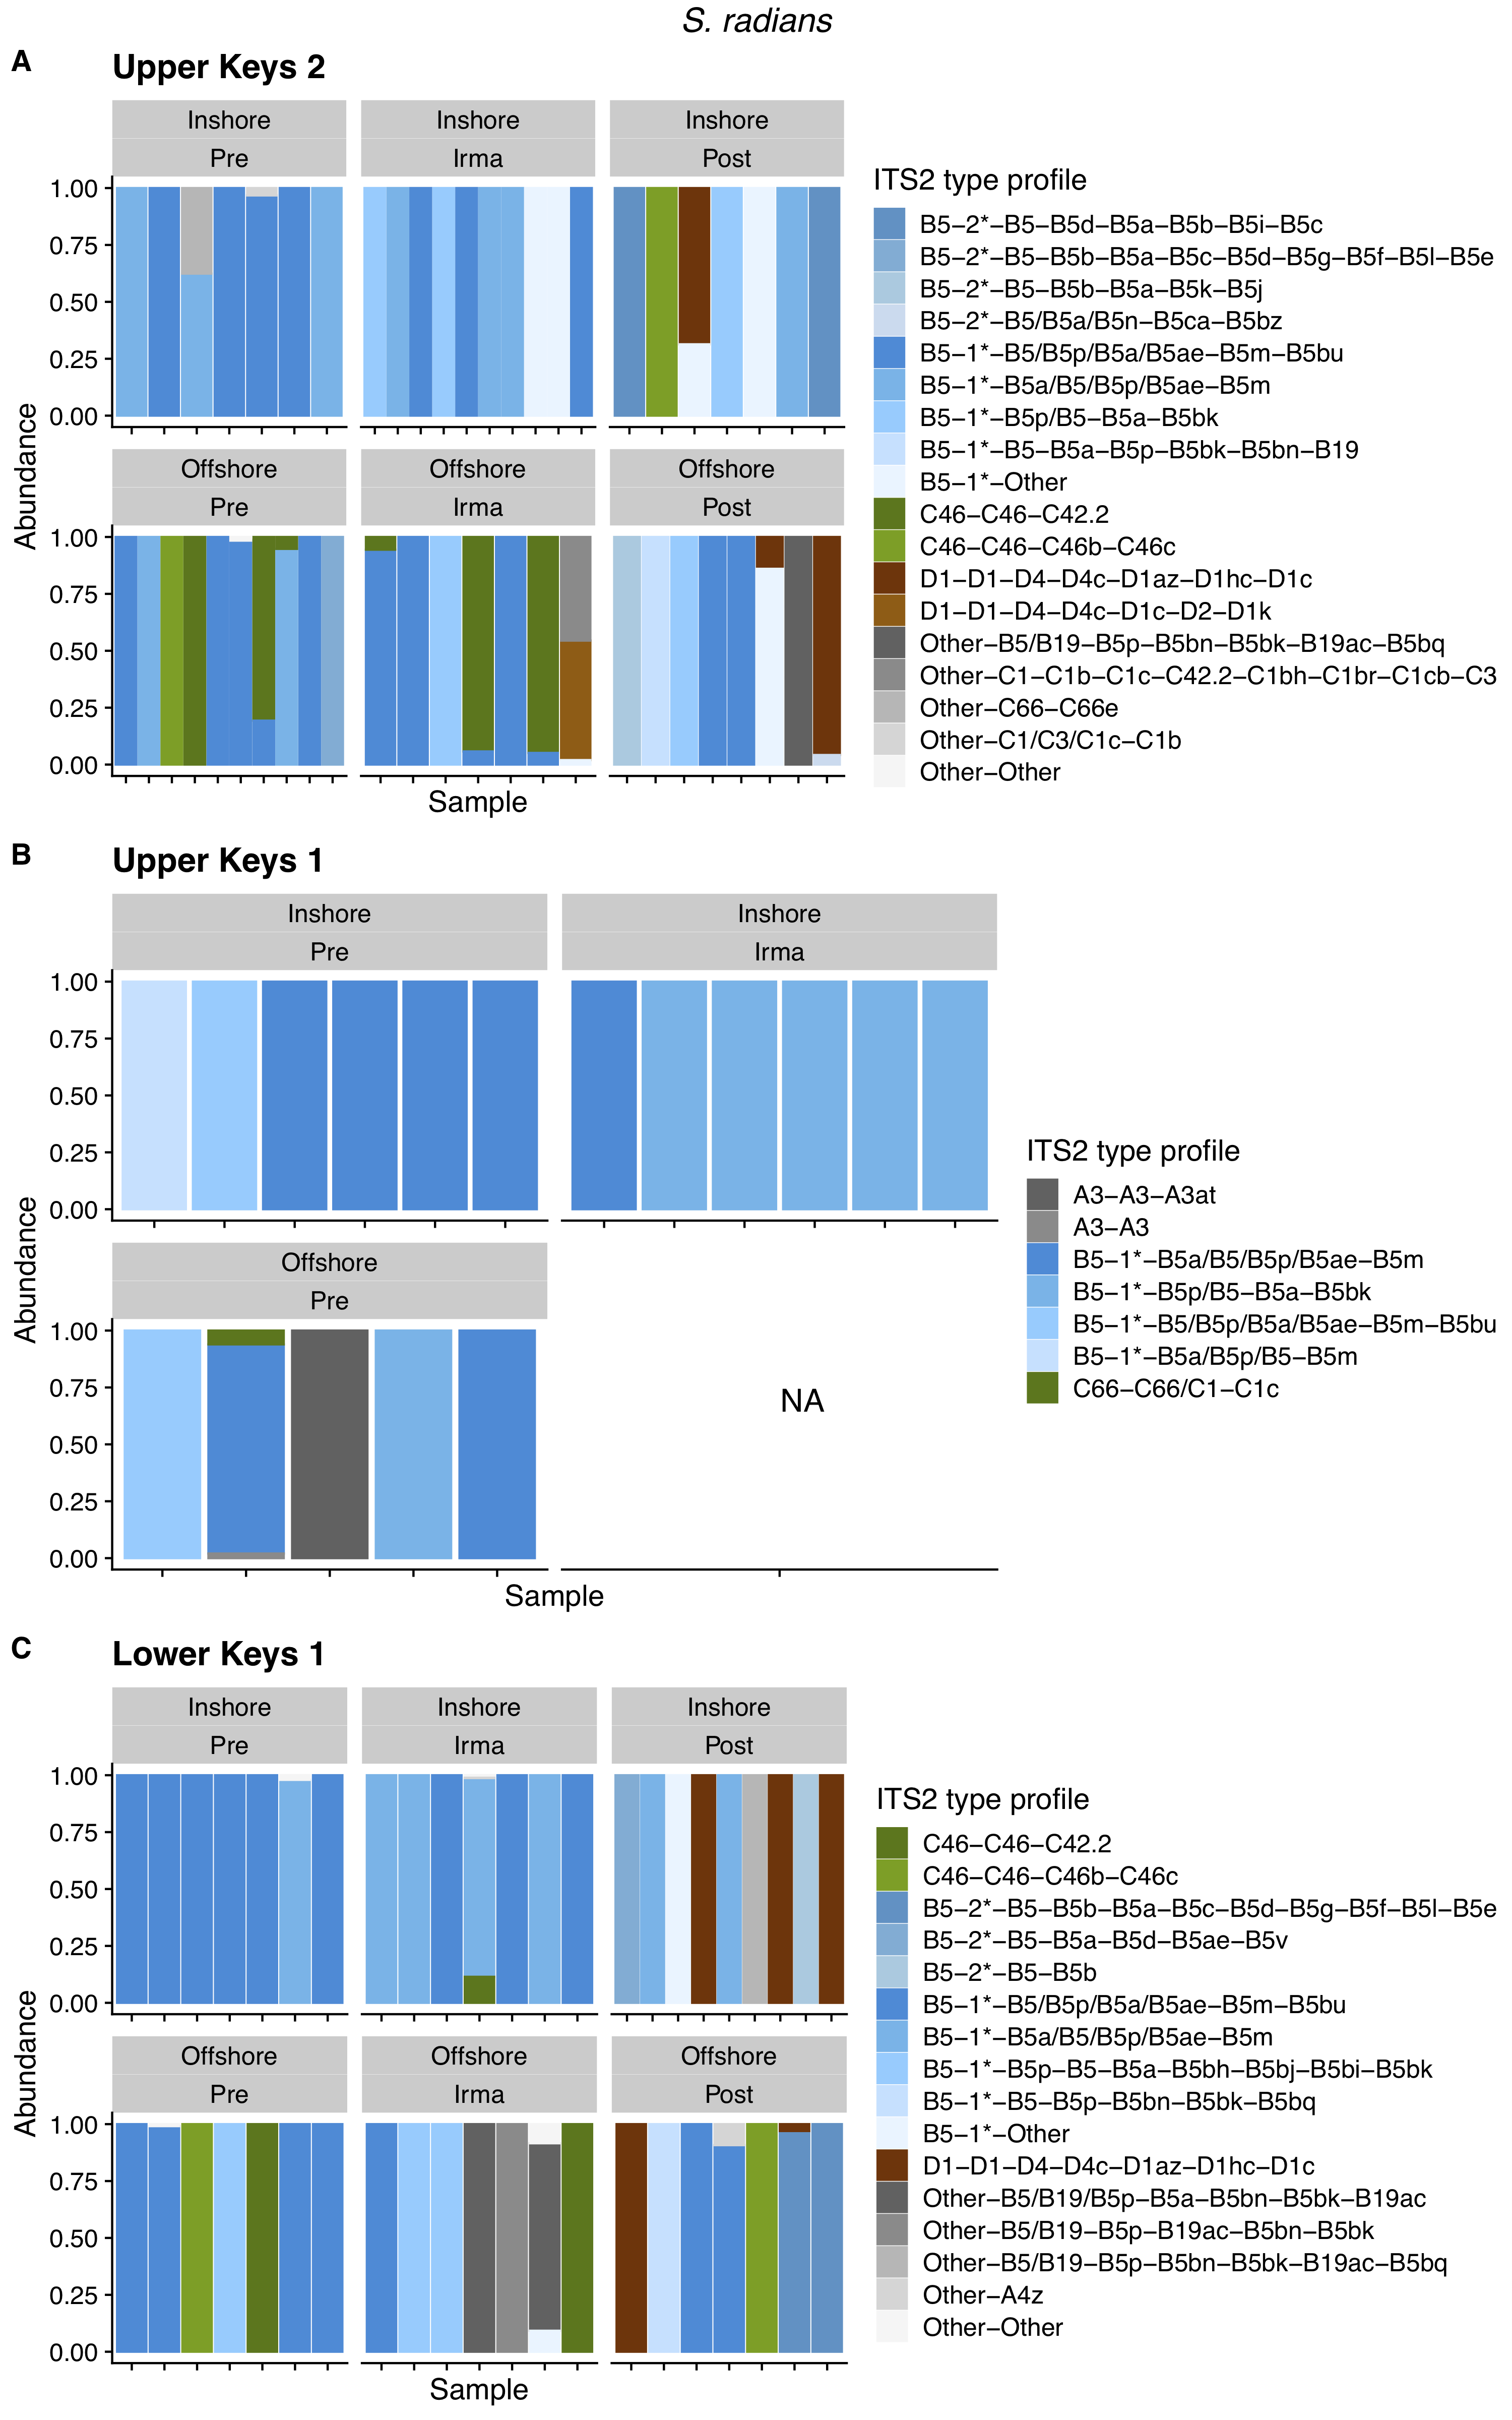 S. radians
A
Upper Keys 2
Inshore
Inshore
Inshore
Pre
Irma
Post
1.00
0.75
0.50
0.25
0.00
Offshore
Offshore
Offshore
Pre
Irma
Post
1.00
0.75
0.50
0.25
0.00
Abundance
Sample
ITS2 type profile
B5−2*−B5−B5d−B5a−B5b−B5i−B5c
B5−2*−B5−B5b−B5a−B5c−B5d−B5g−B5f−B5l−B5e
B5−2*−B5−B5b−B5a−B5k−B5j
B5−2*−B5/B5a/B5n−B5ca−B5bz
B5−1*−B5/B5p/B5a/B5ae−B5m−B5bu
B5−1*−B5a/B5/B5p/B5ae−B5m
B5−1*−B5p/B5−B5a−B5bk
B5−1*−B5−B5a−B5p−B5bk−B5bn−B19
B5−1*−Other
C46−C46−C42.2
C46−C46−C46b−C46c
D1−D1−D4−D4c−D1az−D1hc−D1c
D1−D1−D4−D4c−D1c−D2−D1k
Other−B5/B19−B5p−B5bn−B5bk−B19ac−B5bq
Other−C1−C1b−C1c−C42.2−C1bh−C1br−C1cb−C3
Other−C66−C66e
Other−C1/C3/C1c−C1b
Other−Other
B
Upper Keys 1
Inshore
Inshore
Pre
Irma
1.00
0.75
0.50
0.25
0.00
Offshore
Pre
1.00
0.75
0.50
0.25
0.00
NA
Abundance
Sample
ITS2 type profile
A3−A3−A3at
A3−A3
B5−1*−B5a/B5/B5p/B5ae−B5m
B5−1*−B5p/B5−B5a−B5bk
B5−1*−B5/B5p/B5a/B5ae−B5m−B5bu
B5−1*−B5a/B5p/B5−B5m
C66−C66/C1−C1c
C
Lower Keys 1
Inshore
Inshore
Inshore
Pre
Irma
Post
1.00
0.75
0.50
0.25
0.00
Offshore
Offshore
Offshore
Pre
Irma
Post
1.00
0.75
0.50
0.25
0.00
Abundance
Sample
ITS2 type profile
C46−C46−C42.2
C46−C46−C46b−C46c
B5−2*−B5−B5b−B5a−B5c−B5d−B5g−B5f−B5l−B5e
B5−2*−B5−B5a−B5d−B5ae−B5v
B5−2*−B5−B5b
B5−1*−B5/B5p/B5a/B5ae−B5m−B5bu
B5−1*−B5a/B5/B5p/B5ae−B5m
B5−1*−B5p−B5−B5a−B5bh−B5bj−B5bi−B5bk
B5−1*−B5−B5p−B5bn−B5bk−B5bq
B5−1*−Other
D1−D1−D4−D4c−D1az−D1hc−D1c
Other−B5/B19/B5p−B5a−B5bn−B5bk−B19ac
Other−B5/B19−B5p−B19ac−B5bn−B5bk
Other−B5/B19−B5p−B5bn−B5bk−B19ac−B5bq
Other−A4z
Other−Other